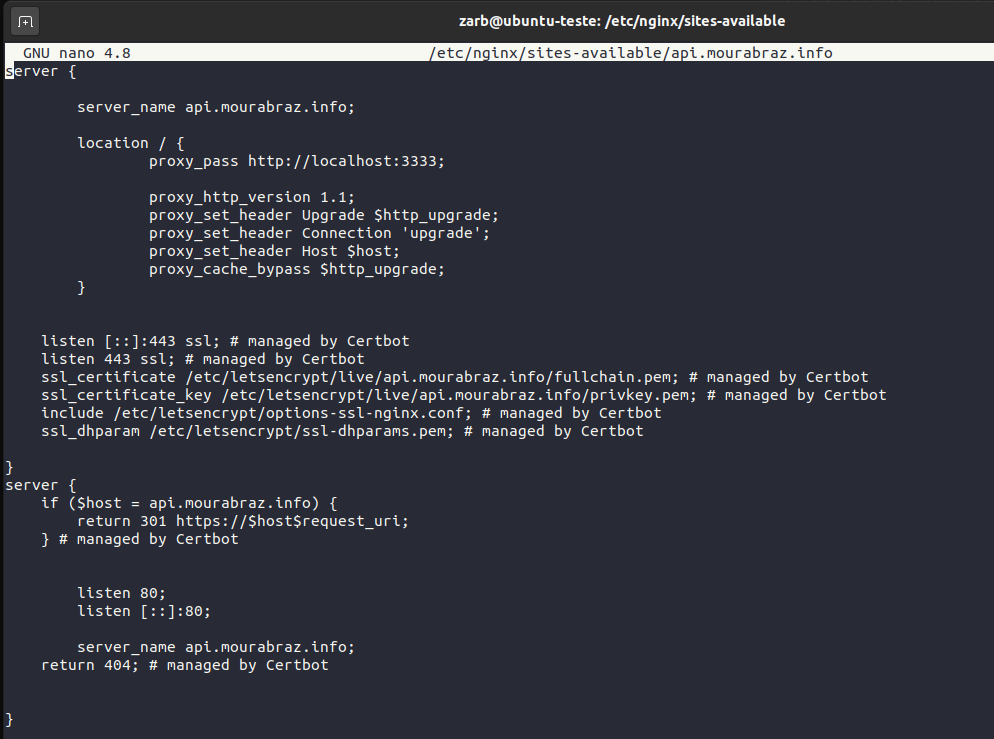 zarb@ubuntu-teste: /etc/nginx/sites-available
GNU nano 4.8 /etc/nginx/sites-available/api.mourabraz.info
server {
server_name api.mourabraz.info;
location / {
proxy_pass http://localhost:3333;
proxy_http_version 1.1;
proxy_set_header Upgrade $http_upgrade;
proxy_set_header Connection 'upgrade';
proxy_set_header Host $host;
proxy_cache_bypass $http_upgrade;
}
listen [::]:443 ssl; # managed by Certbot
listen 443 ssl; # managed by Certbot
ssl_certificate /etc/letsencrypt/live/api.mourabraz.info/fullchain.pem; # managed by Certbot
ssl_certificate_key /etc/letsencrypt/live/api.mourabraz.info/privkey.pem; # managed by Certbot
include /etc/letsencrypt/options-ssl-nginx.conf; # managed by Certbot
ssl_dhparam /etc/letsencrypt/ssl-dhparams.pem; # managed by Certbot
}
server {
if ($host = api.mourabraz.info) {
return 301 https://$host$request_uri;
} # managed by Certbot
listen 80;
listen [::]:80;
server_name api.mourabraz.info;
return 404; # managed by Certbot
}